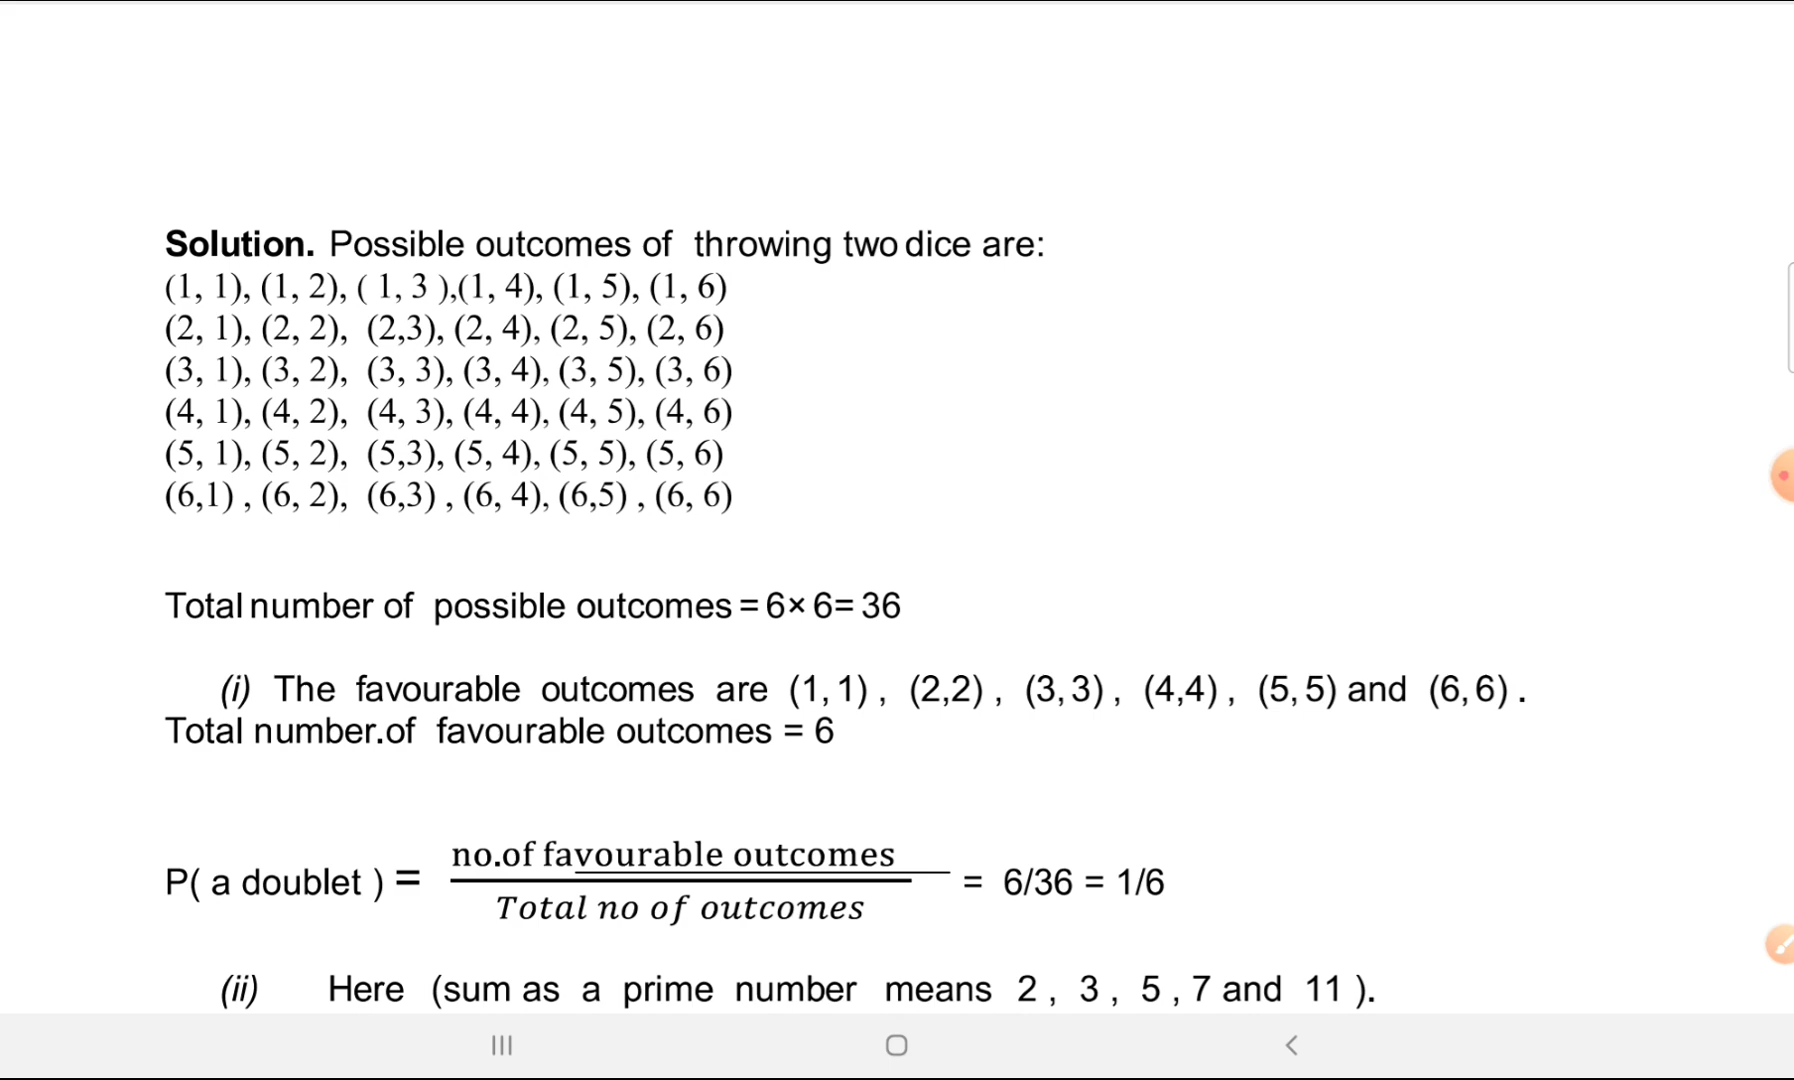 Solution. Possible outcomes of throwing two dice are:
(1, 1), (1, 2), ( 1, 3 ),(1, 4), (1, 5), (1, 6)
(2, 1), (2, 2), (2,3), (2, 4), (2, 5), (2, 6)
(3, 1), (3, 2), (3, 3), (3, 4), (3, 5), (3, 6)
(4, 1), (4, 2), (4, 3), (4, 4), (4, 5), (4, 6)
(5, 1), (5, 2), (5,3), (5, 4), (5, 5), (5, 6)
(6,1) , (6, 2), (6,3) , (6, 4), (6,5) , (6, 6)
Total number of possible outcomes = 6× 6= 36
(i) The favourable outcomes are (1, 1) , (2,2) , (3, 3) , (4,4) , (5, 5) and (6, 6) .
Total number.of favourable outcomes = 6
no.of favourable outcomes
P( a doublet ) = = 6/36 = 1/6
Total no of outcomes
(ii) Here (sum as a prime number means 2 , 3 , 5 , 7 and 11 ).